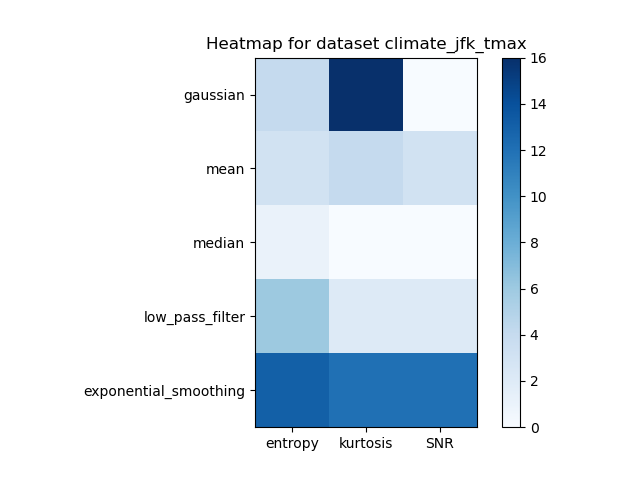 Heatmap for dataset climate_jfk_tmax
gaussian
mean
median
low_pass_filter
exponential_smoothing
entropy
kurtosis
SNR
16
14
12
10
8
6
4
2
0